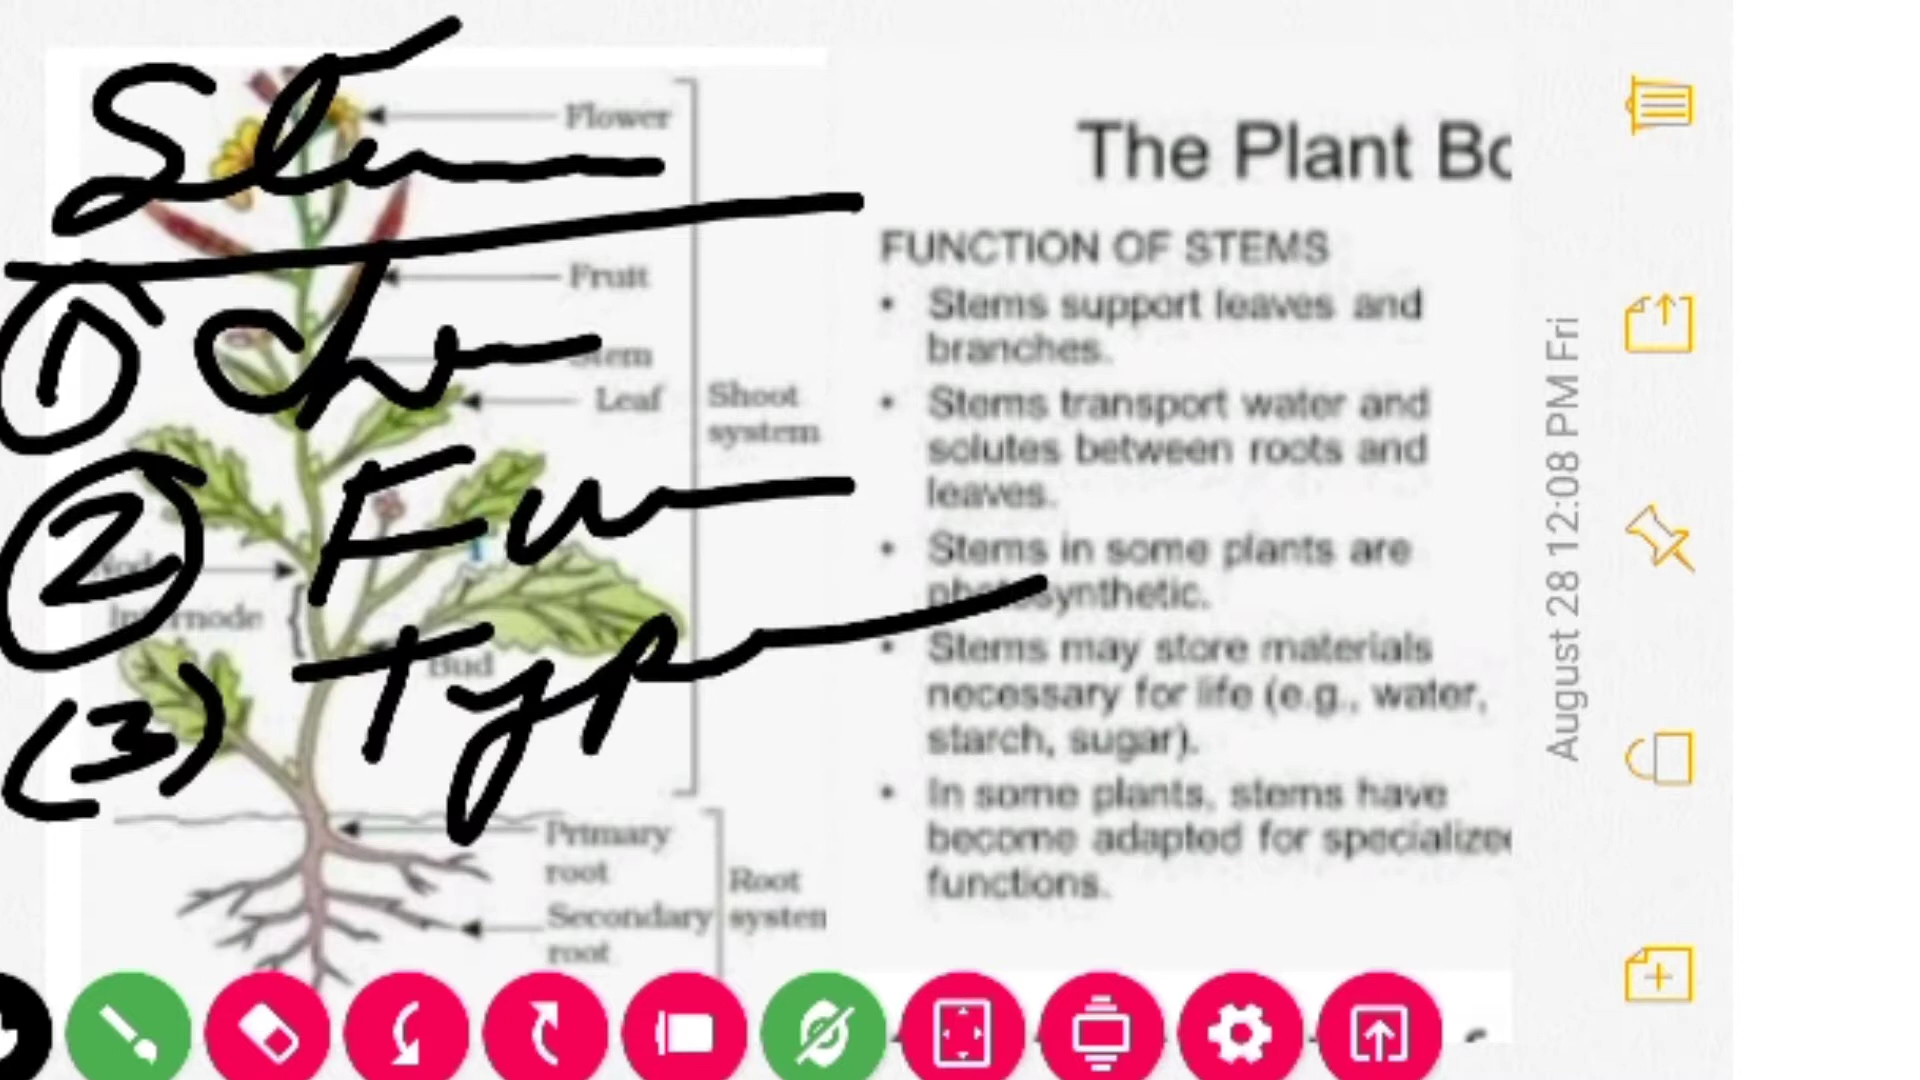 Stem
① Ch
② Fun
(3) Type
Flower
Fruit
Stem
Leaf
Shoot
system
Internode
Bud
Primary
root
Root
system
Secondary
root
The Plant Bo
FUNCTION OF STEMS
• Stems support leaves and
branches.
• Stems transport water and
solutes between roots and
leaves.
• Stems in some plants are
photosynthetic.
• Stems may store materials
necessary for life (e.g., water,
starch, sugar).
• In some plants, stems have
become adapted for specialized
functions.
August 28 12:08 PM Fri